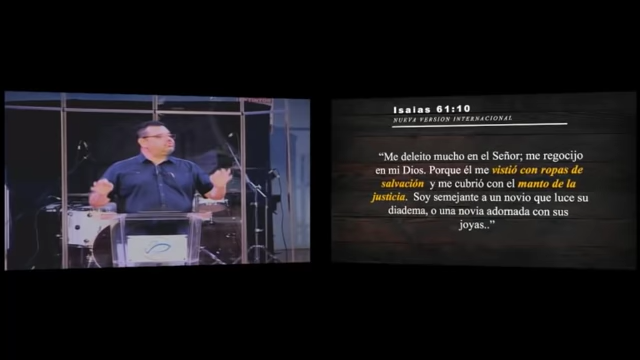 Isaias 61:10
NUEVA VERSION INTERNACIONAL
“Me deleito mucho en el Señor; me regocijo
en mi Dios. Porque él me vistió con ropas de
salvación y me cubrió con el manto de la
justicia. Soy semejante a un novio que luce su
diadema, o una novia adornada con sus
joyas..”